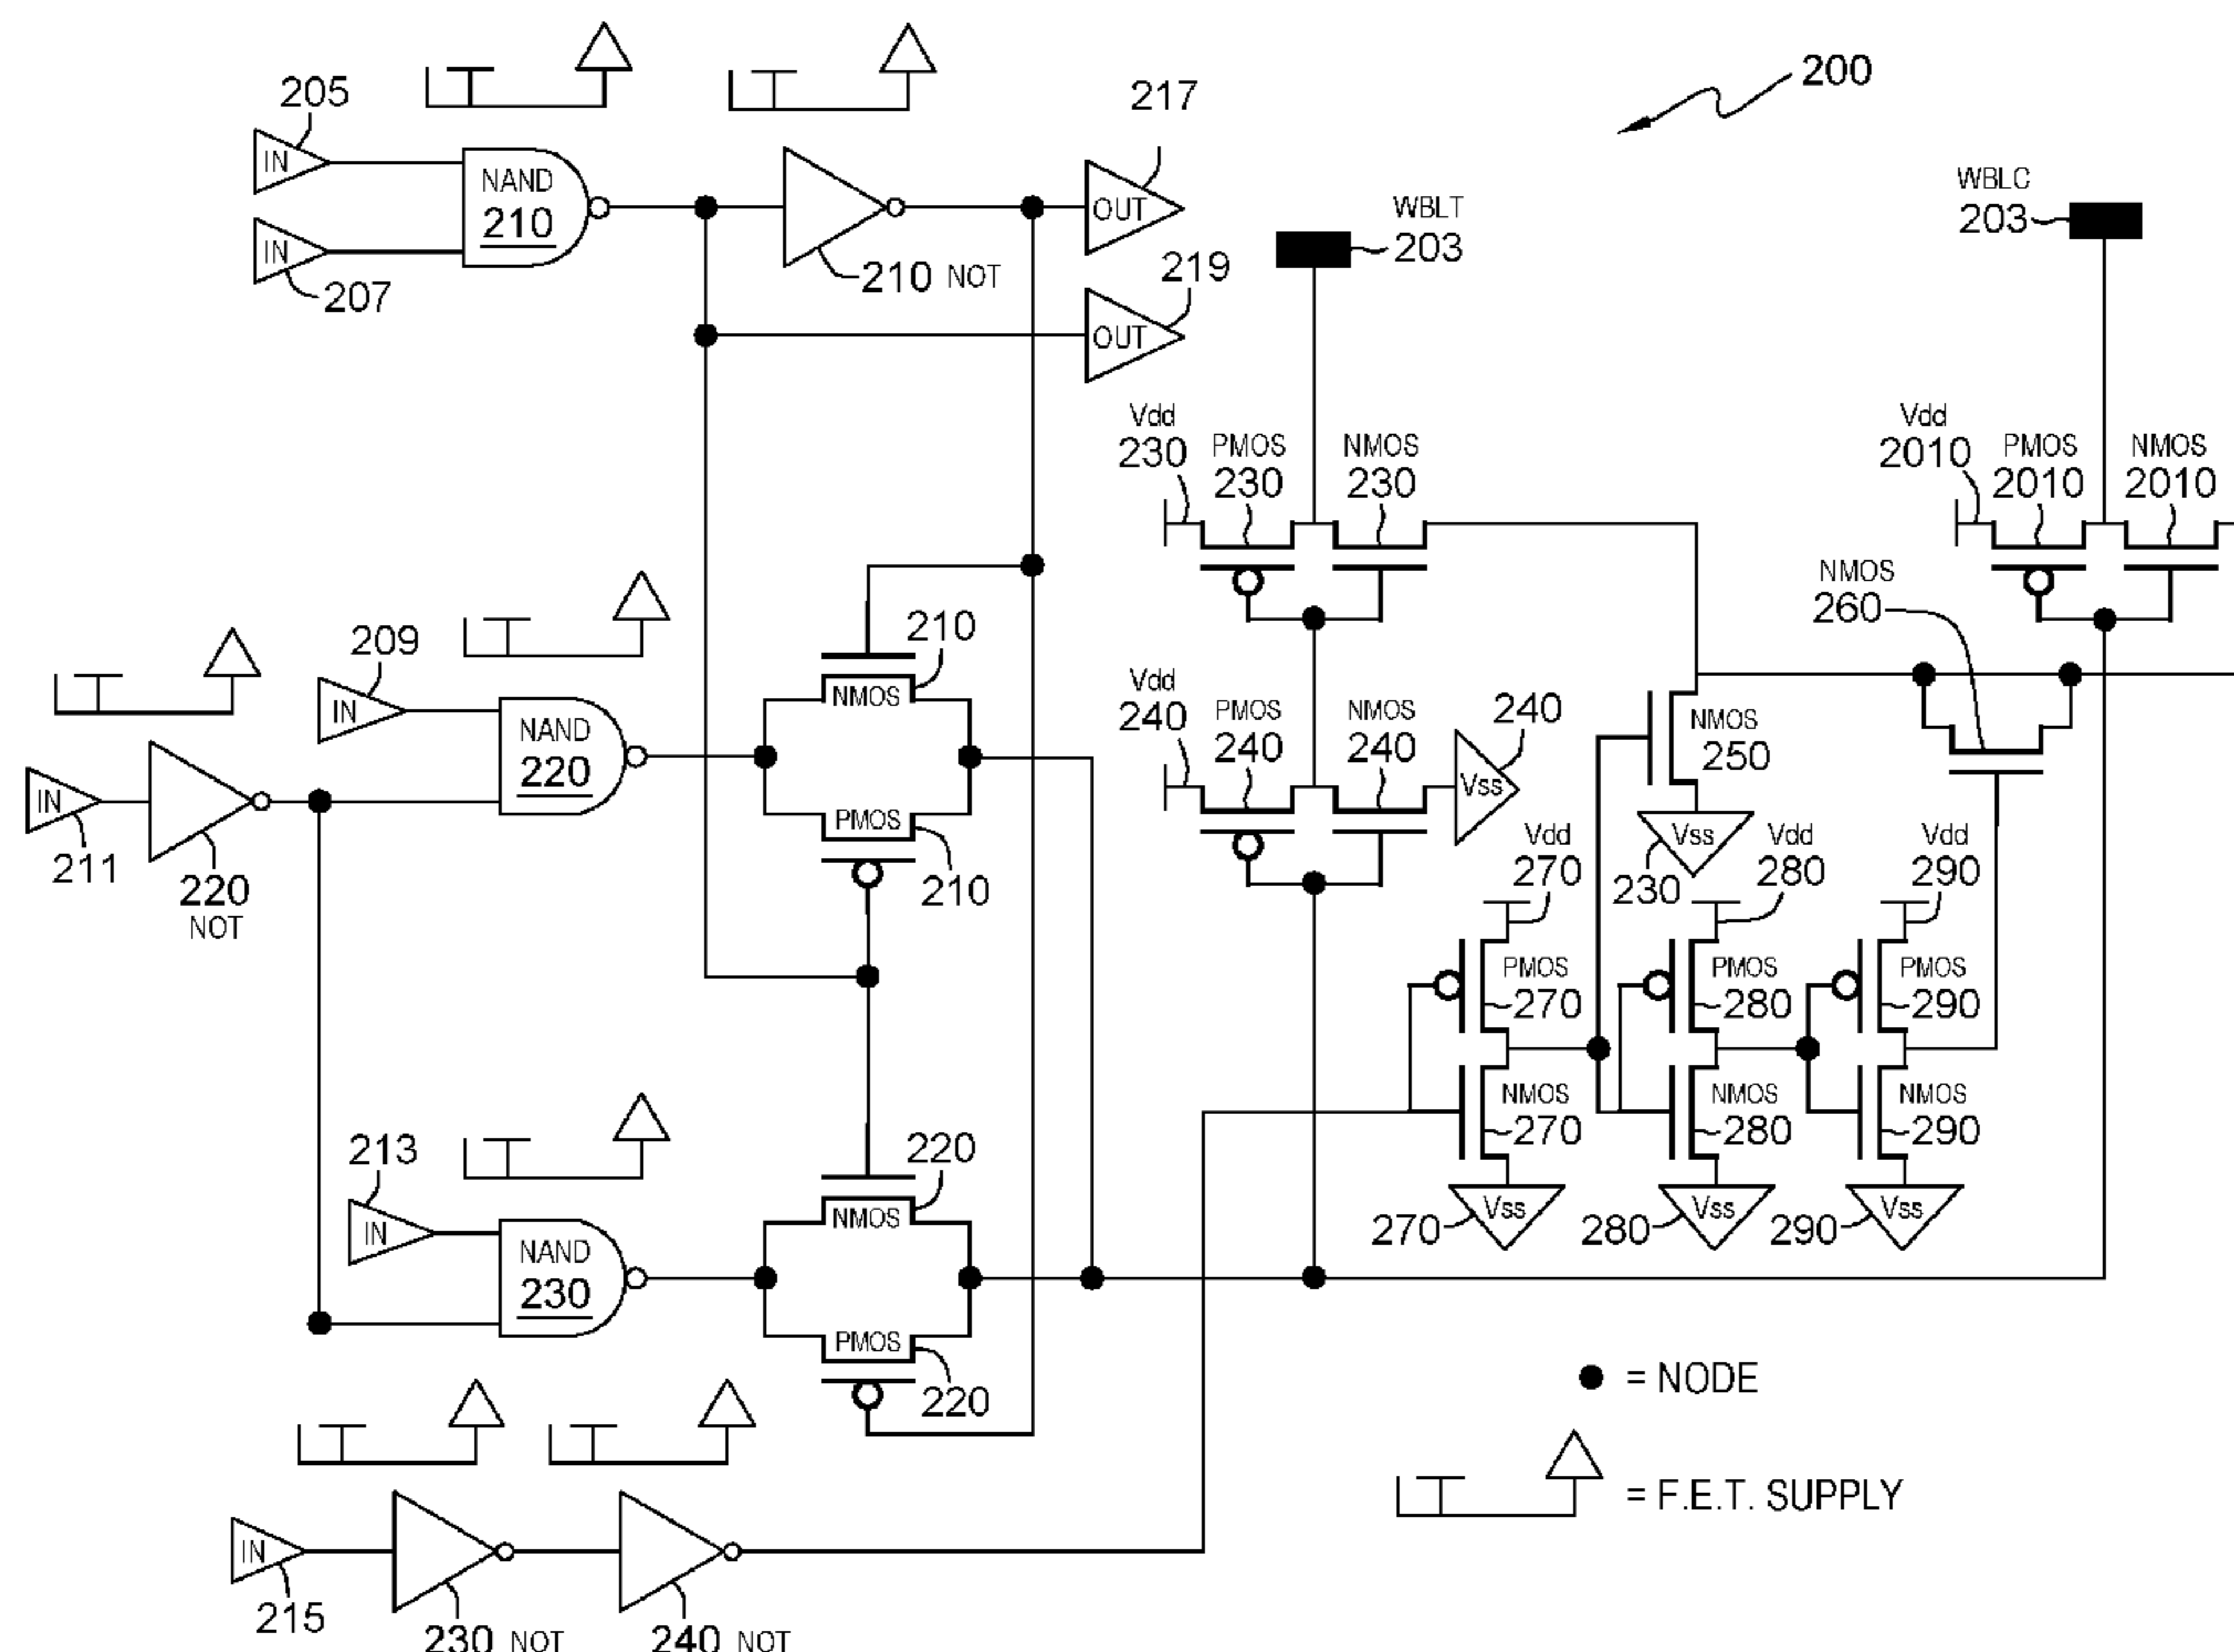 200
205
217
IN
NAND
210
OUT
WBLT
203
WBLC
203
IN
207
210 NOT
219
OUT
Vdd
230
PMOS
230
NMOS
230
Vdd
2010
PMOS
2010
NMOS
2010
NMOS
260
209
IN
NAND
220
210
NMOS
PMOS
210
Vdd
240
PMOS
240
NMOS
240
240
Vss
NMOS
250
Vss
230
IN
211
220
NOT
Vdd
270
Vdd
280
Vdd
290
PMOS
270
PMOS
280
PMOS
290
NMOS
270
NMOS
280
NMOS
290
Vss
270
Vss
280
Vss
290
213
IN
NAND
230
220
NMOS
PMOS
220
= NODE
= F.E.T. SUPPLY
IN
215
230 NOT
240 NOT